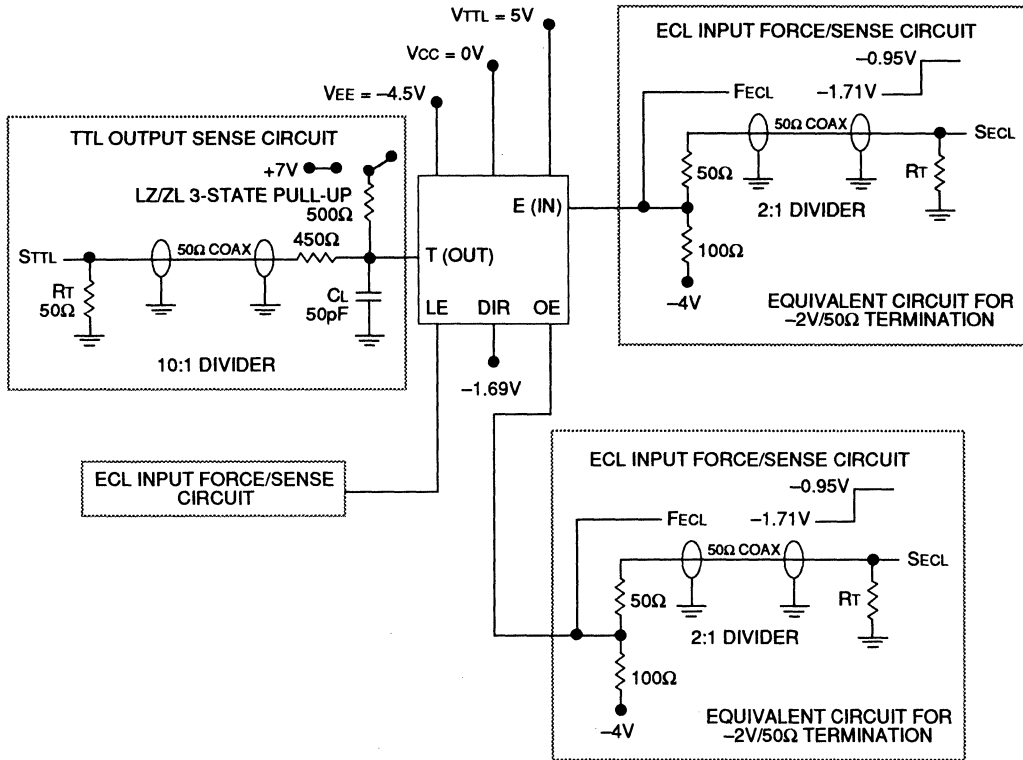 VTTL = 5V
VCC = 0V
VEE = –4.5V
TTL OUTPUT SENSE CIRCUIT
+7V
LZ/ZL 3-STATE PULL-UP
500Ω
450Ω
STTL
50Ω COAX
RT
50Ω
CL
50pF
10:1 DIVIDER
E (IN)
T (OUT)
LE
DIR
OE
–1.69V
ECL INPUT FORCE/SENSE CIRCUIT
–0.95V
FECL
–1.71V
50Ω COAX
SECL
50Ω
RT
2:1 DIVIDER
100Ω
–4V
EQUIVALENT CIRCUIT FOR
–2V/50Ω TERMINATION
ECL INPUT FORCE/SENSE
CIRCUIT
ECL INPUT FORCE/SENSE CIRCUIT
–0.95V
FECL
–1.71V
50Ω COAX
SECL
50Ω
RT
2:1 DIVIDER
100Ω
–4V
EQUIVALENT CIRCUIT FOR
–2V/50Ω TERMINATION